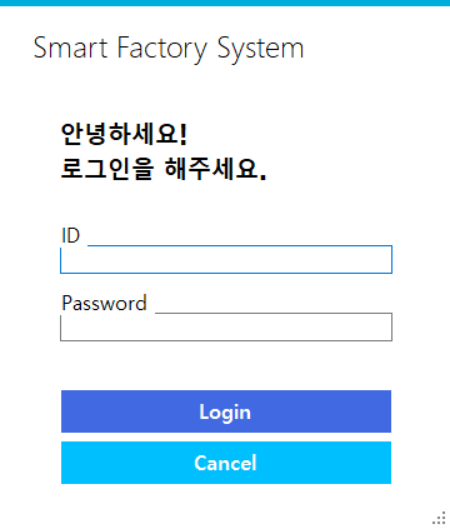 Smart Factory System
안녕하세요!
로그인을 해주세요.
ID
Password
Login
Cancel